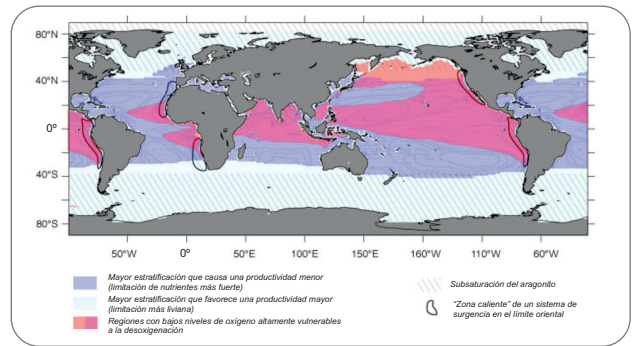 80°N
40°N
0°
40°S
80°S
50°W
0°
50°E
100°E
150°E
160°W
110°W
60°W
Mayor estratificación que causa una productividad menor
(limitación de nutrientes más fuerte)
Mayor estratificación que favorece una productividad mayor
(limitación más liviana)
Regiones con bajos niveles de oxígeno altamente vulnerables
a la desoxigenación
Subsaturación del aragonito
"Zona caliente" de un sistema de
surgencia en el límite oriental